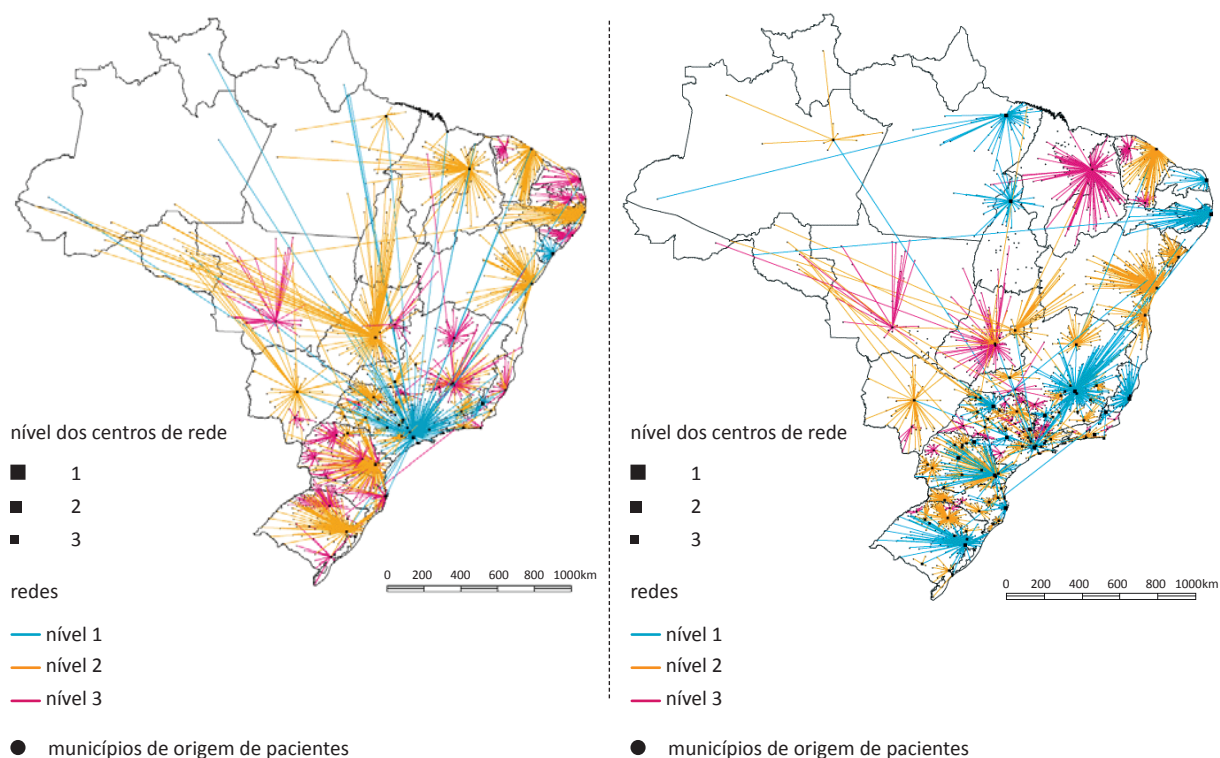 nível dos centros de rede
1
2
3
0 200 400 600 800 1000km
redes
nível 1
nível 2
nível 3
municípios de origem de pacientes
nível dos centros de rede
1
2
3
0 200 400 600 800 1000km
redes
nível 1
nível 2
nível 3
municípios de origem de pacientes